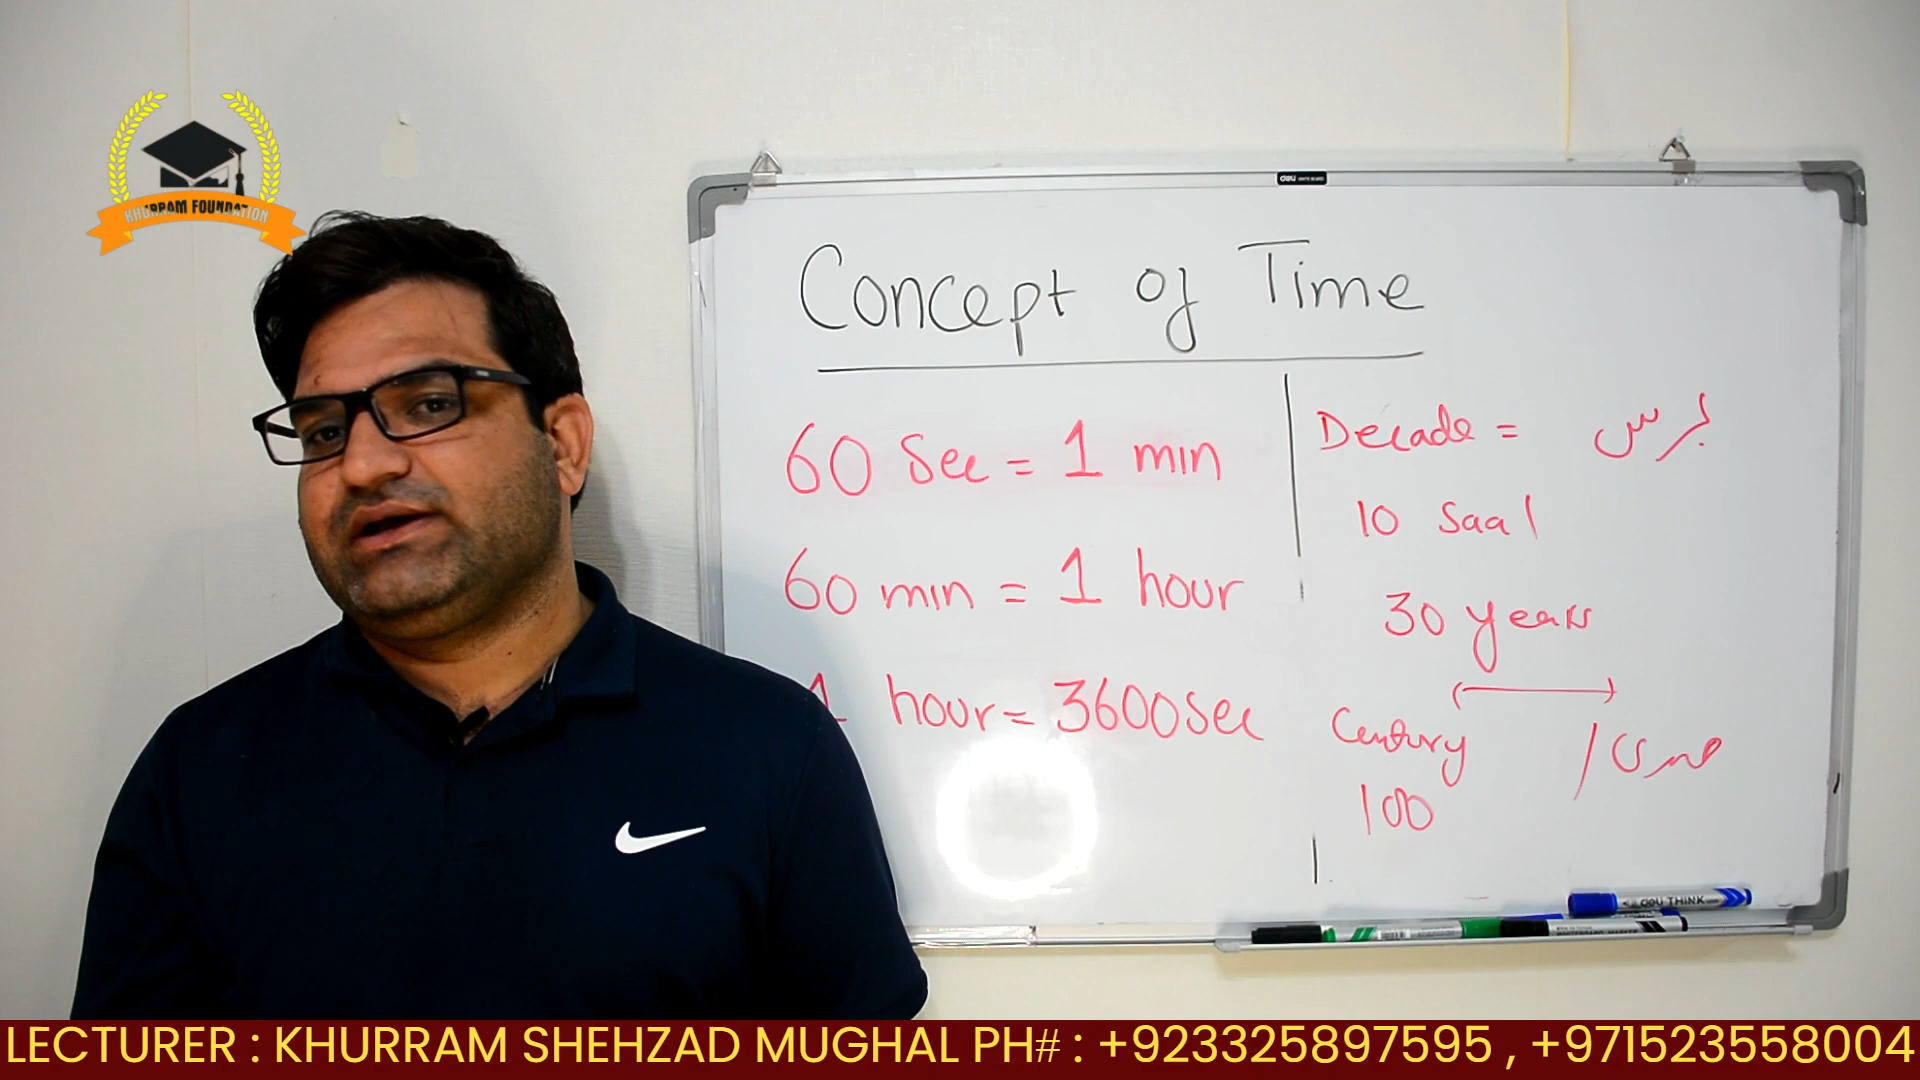 KHURRAM FOUNDATION
deli
Concept of Time
60 Sec = 1 min
60 min = 1 hour
1 hour = 3600 Sec
Decade = برس
10 Saal
30 years
Century / صدی
100
deli THINK
LECTURER : KHURRAM SHEHZAD MUGHAL PH# : +923325897595 , +971523558004